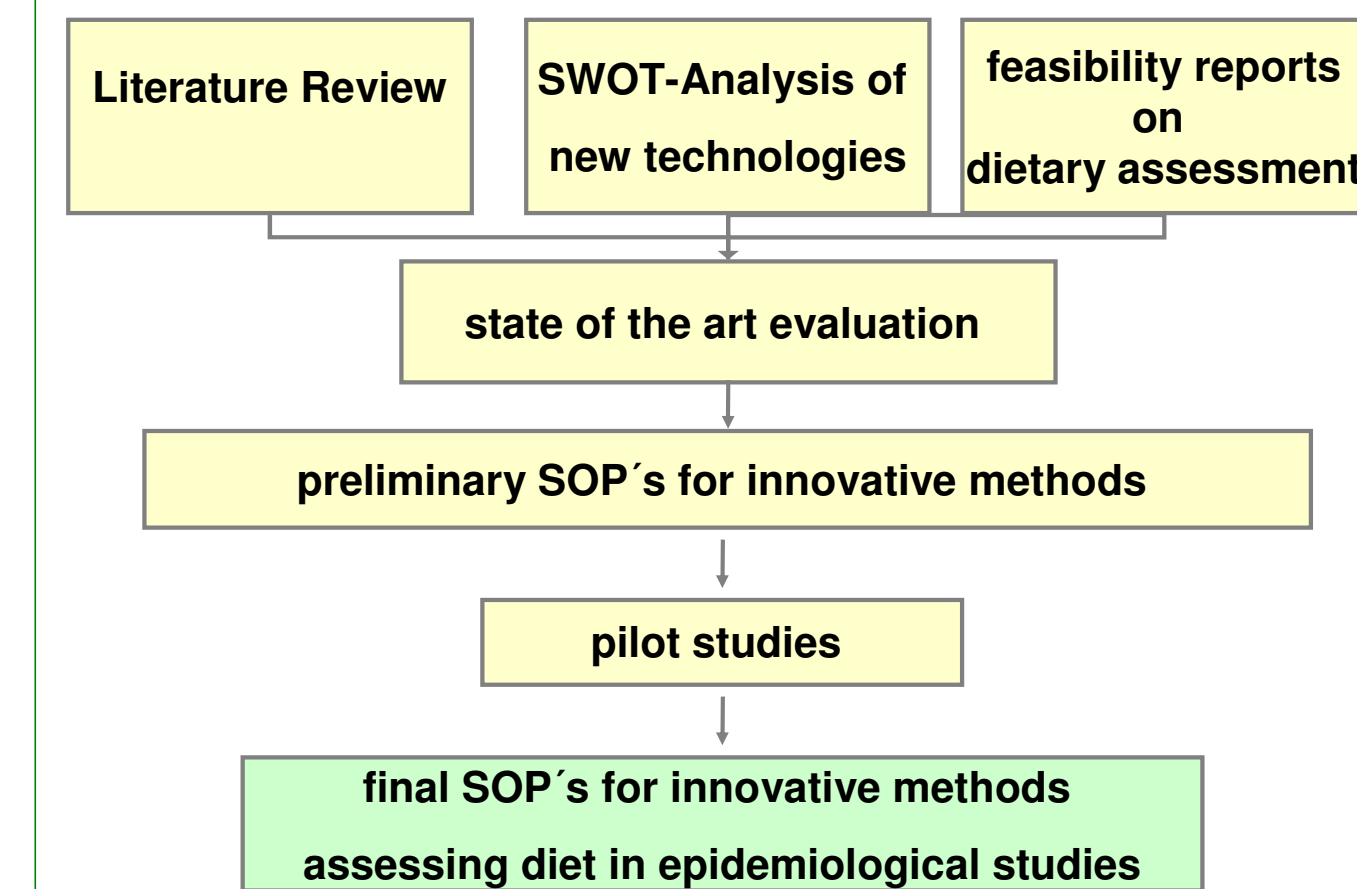 Literature Review
SWOT-Analysis of
new technologies
feasibility reports
on
dietary assessment
state of the art evaluation
preliminary SOP´s for innovative methods
pilot studies
final SOP´s for innovative methods
assessing diet in epidemiological studies